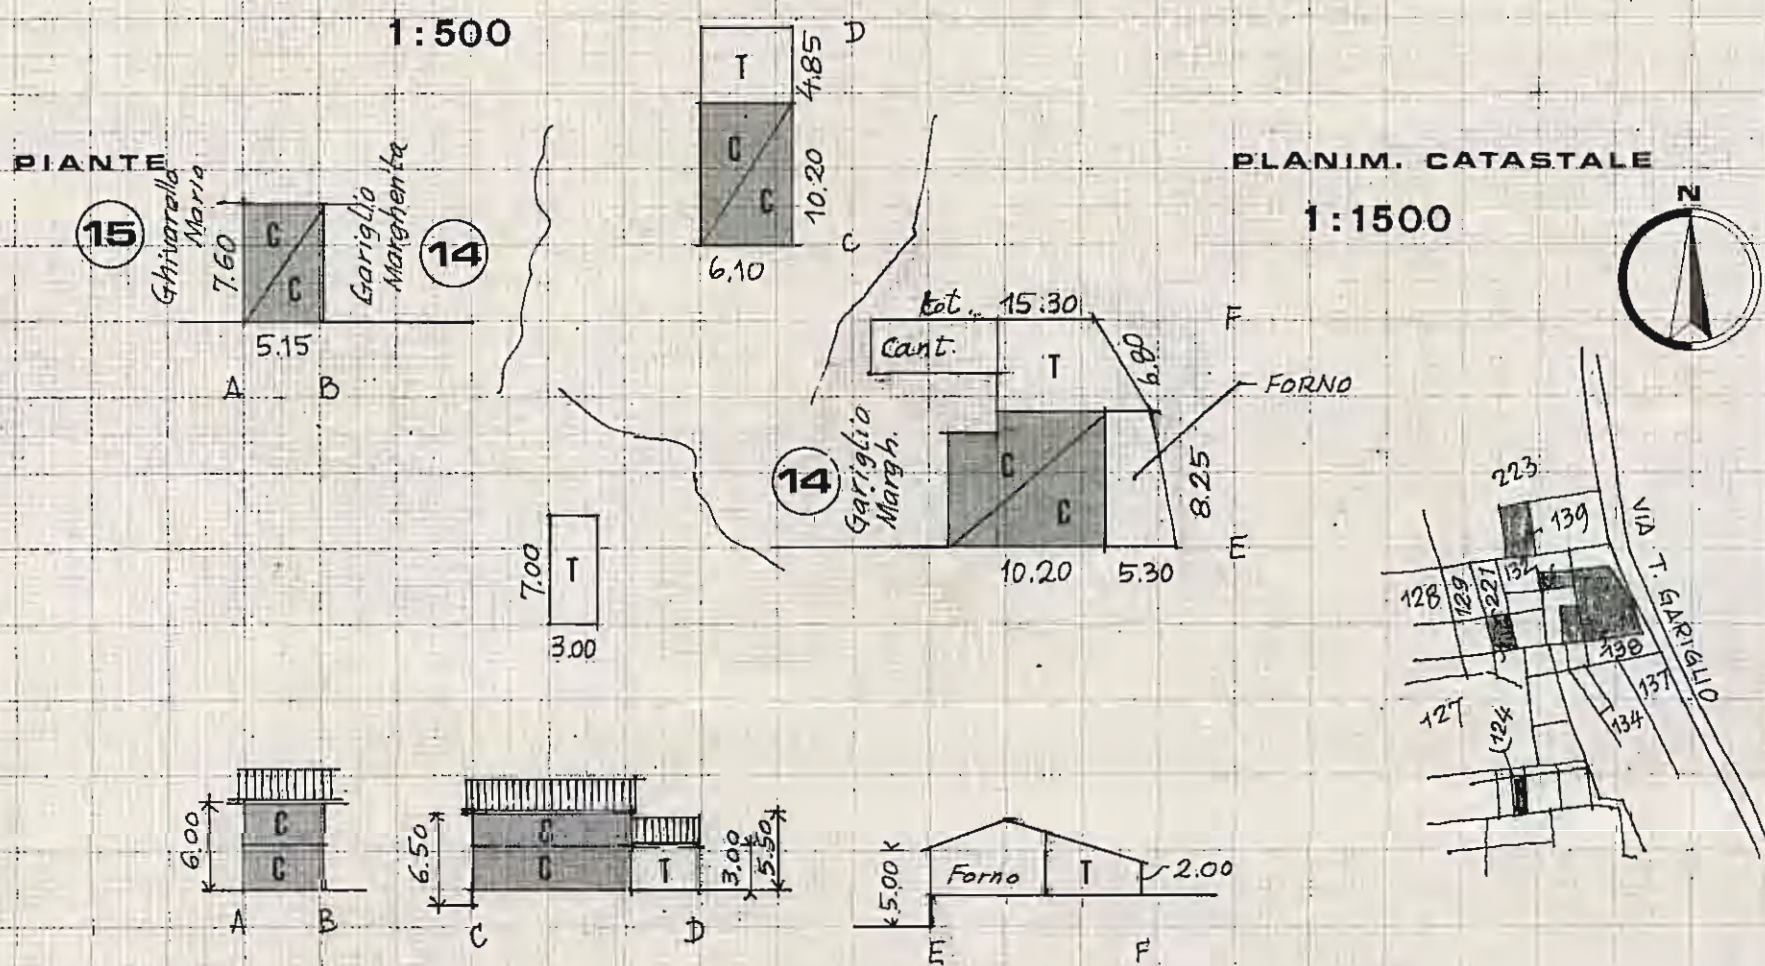 1:500
PIANTE
15
Ghivarello
Maria
7.60
C
C
5.15
A
B
Gariglio
Margherita
14
D
T
4.85
C
C
10.20
C
6.10
tot. 15.30
F
Cant.
T
6.80
FORNO
14
Gariglio
Margh.
C
C
8.25
E
10.20
5.30
7.00
T
3.00
PLANIM. CATASTALE
1:1500
N
223
139
VIA T. GARIGLIO
132
128
129
221
138
137
134
127
124
6.00
C
C
A
B
6.50
C
C
T
3.00
5.50
C
D
5.00
Forno
T
2.00
E
F